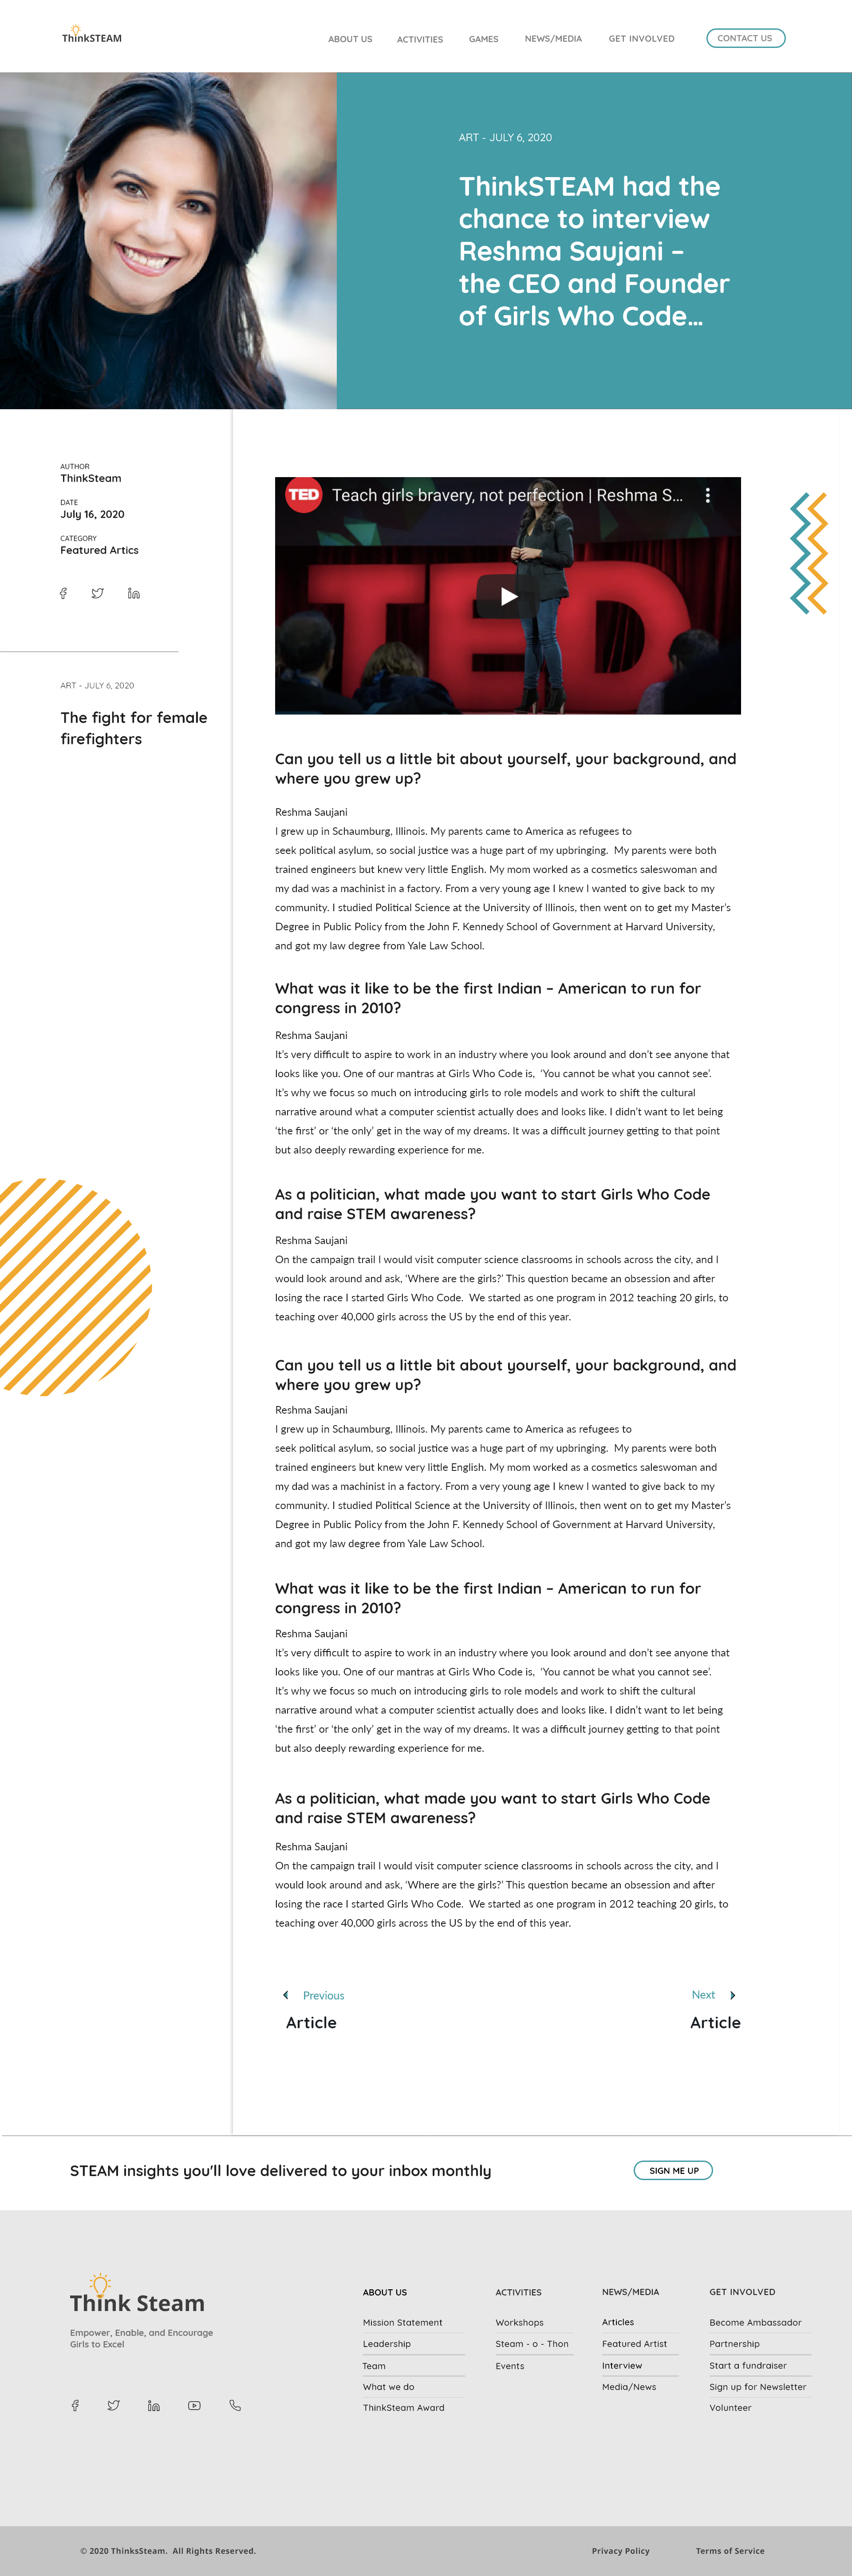 ThinkSTEAM
ABOUT US
ACTIVITIES
GAMES
NEWS/MEDIA
GET INVOLVED
CONTACT US
ART - JULY 6, 2020
ThinkSTEAM had the
chance to interview
Reshma Saujani –
the CEO and Founder
of Girls Who Code...
AUTHOR
ThinkSteam
DATE
July 16, 2020
CATEGORY
Featured Artics
ART - JULY 6, 2020
The fight for female
firefighters
TED Teach girls bravery, not perfection | Reshma S...
TED
Can you tell us a little bit about yourself, your background, and
where you grew up?
Reshma Saujani
I grew up in Schaumburg, Illinois. My parents came to America as refugees to
seek political asylum, so social justice was a huge part of my upbringing.  My parents were both
trained engineers but knew very little English. My mom worked as a cosmetics saleswoman and
my dad was a machinist in a factory. From a very young age I knew I wanted to give back to my
community. I studied Political Science at the University of Illinois, then went on to get my Master's
Degree in Public Policy from the John F. Kennedy School of Government at Harvard University,
and got my law degree from Yale Law School.
What was it like to be the first Indian – American to run for
congress in 2010?
Reshma Saujani
It's very difficult to aspire to work in an industry where you look around and don't see anyone that
looks like you. One of our mantras at Girls Who Code is,  ‘You cannot be what you cannot see’.
It's why we focus so much on introducing girls to role models and work to shift the cultural
narrative around what a computer scientist actually does and looks like. I didn't want to let being
‘the first’ or ‘the only’ get in the way of my dreams. It was a difficult journey getting to that point
but also deeply rewarding experience for me.
As a politician, what made you want to start Girls Who Code
and raise STEM awareness?
Reshma Saujani
On the campaign trail I would visit computer science classrooms in schools across the city, and I
would look around and ask, ‘Where are the girls?’ This question became an obsession and after
losing the race I started Girls Who Code.  We started as one program in 2012 teaching 20 girls, to
teaching over 40,000 girls across the US by the end of this year.
Can you tell us a little bit about yourself, your background, and
where you grew up?
Reshma Saujani
I grew up in Schaumburg, Illinois. My parents came to America as refugees to
seek political asylum, so social justice was a huge part of my upbringing.  My parents were both
trained engineers but knew very little English. My mom worked as a cosmetics saleswoman and
my dad was a machinist in a factory. From a very young age I knew I wanted to give back to my
community. I studied Political Science at the University of Illinois, then went on to get my Master's
Degree in Public Policy from the John F. Kennedy School of Government at Harvard University,
and got my law degree from Yale Law School.
What was it like to be the first Indian – American to run for
congress in 2010?
Reshma Saujani
It's very difficult to aspire to work in an industry where you look around and don't see anyone that
looks like you. One of our mantras at Girls Who Code is,  ‘You cannot be what you cannot see’.
It's why we focus so much on introducing girls to role models and work to shift the cultural
narrative around what a computer scientist actually does and looks like. I didn't want to let being
‘the first’ or ‘the only’ get in the way of my dreams. It was a difficult journey getting to that point
but also deeply rewarding experience for me.
As a politician, what made you want to start Girls Who Code
and raise STEM awareness?
Reshma Saujani
On the campaign trail I would visit computer science classrooms in schools across the city, and I
would look around and ask, ‘Where are the girls?’ This question became an obsession and after
losing the race I started Girls Who Code.  We started as one program in 2012 teaching 20 girls, to
teaching over 40,000 girls across the US by the end of this year.
Previous
Article
Next
Article
STEAM insights you'll love delivered to your inbox monthly
SIGN ME UP
Think Steam
Empower, Enable, and Encourage
Girls to Excel
ABOUT US
Mission Statement
Leadership
Team
What we do
ThinkSteam Award
ACTIVITIES
Workshops
Steam - o - Thon
Events
NEWS/MEDIA
Articles
Featured Artist
Interview
Media/News
GET INVOLVED
Become Ambassador
Partnership
Start a fundraiser
Sign up for Newsletter
Volunteer
© 2020 ThinksSteam.  All Rights Reserved.
Privacy Policy
Terms of Service